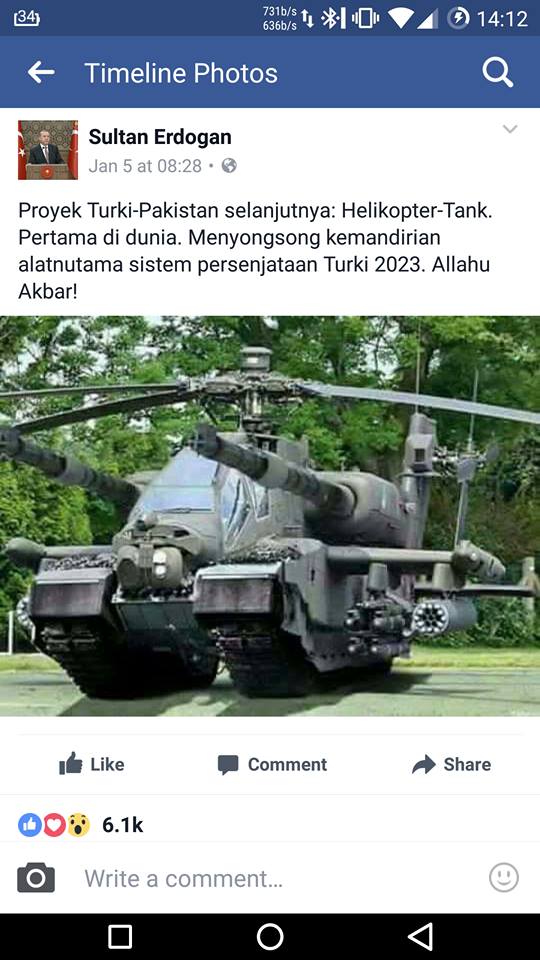 34
731b/s
636b/s
14:12
Timeline Photos
Sultan Erdogan
Jan 5 at 08:28 •
Proyek Turki-Pakistan selanjutnya: Helikopter-Tank.
Pertama di dunia. Menyongsong kemandirian
alatnutama sistem persenjataan Turki 2023. Allahu
Akbar!
Like
Comment
Share
6.1k
Write a comment...